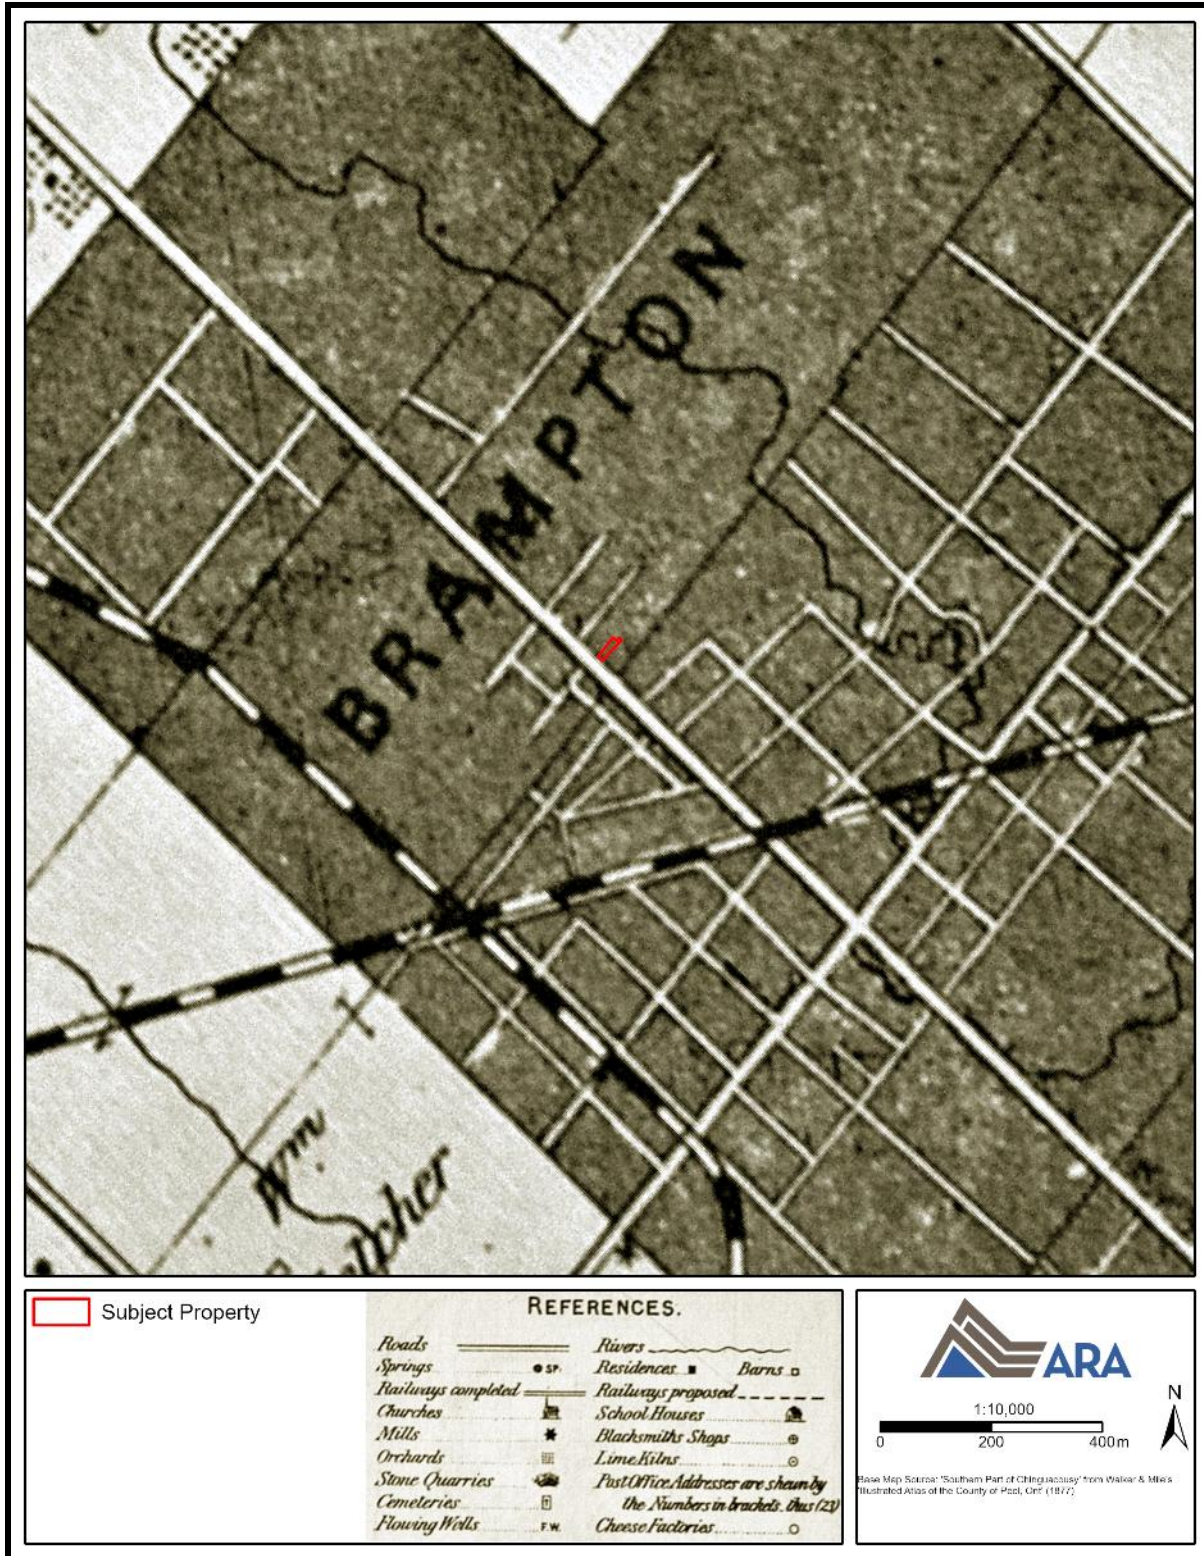 BRAMPTON
Wm
Subject Property
REFERENCES.
Roads Rivers
Springs SP. Residences Barns
Railways completed Railways proposed
Churches School Houses
Mills Blacksmiths Shops
Orchards Lime Kilns
Stone Quarries Post Office Addresses are shewn by
Cemeteries the Numbers in brackets. thus (23)
Flowing Wells F.W. Cheese Factories
ARA
N
1:10,000
0 200 400m
Base Map Source: 'Southern Part of Chinguacousy' from Walker & Mile's
'Illustrated Atlas of the County of Peel, Ont' (1877)